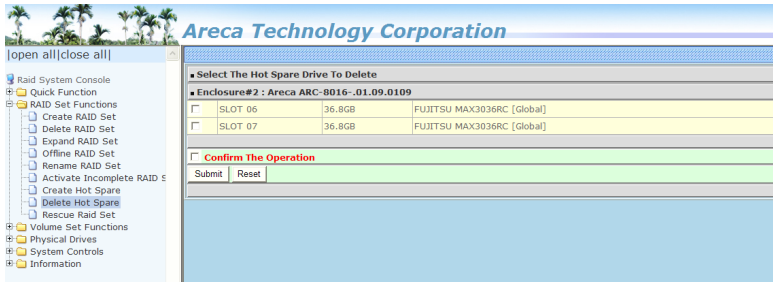 Areca Technology Corporation
|open all|close all|
Raid System Console
Quick Function
RAID Set Functions
Create RAID Set
Delete RAID Set
Expand RAID Set
Offline RAID Set
Rename RAID Set
Activate Incomplete RAID S
Create Hot Spare
Delete Hot Spare
Rescue Raid Set
Volume Set Functions
Physical Drives
System Controls
Information
Select The Hot Spare Drive To Delete
Enclosure#2 : Areca ARC-8016-.01.09.0109
SLOT 06 36.8GB FUJITSU MAX3036RC [Global]
SLOT 07 36.8GB FUJITSU MAX3036RC [Global]
Confirm The Operation
Submit Reset